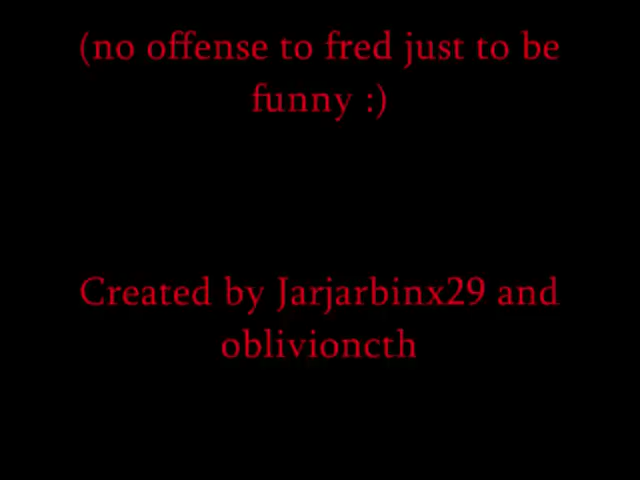 (no offense to fred just to be
funny :)
Created by Jarjarbinx29 and
oblivioncth